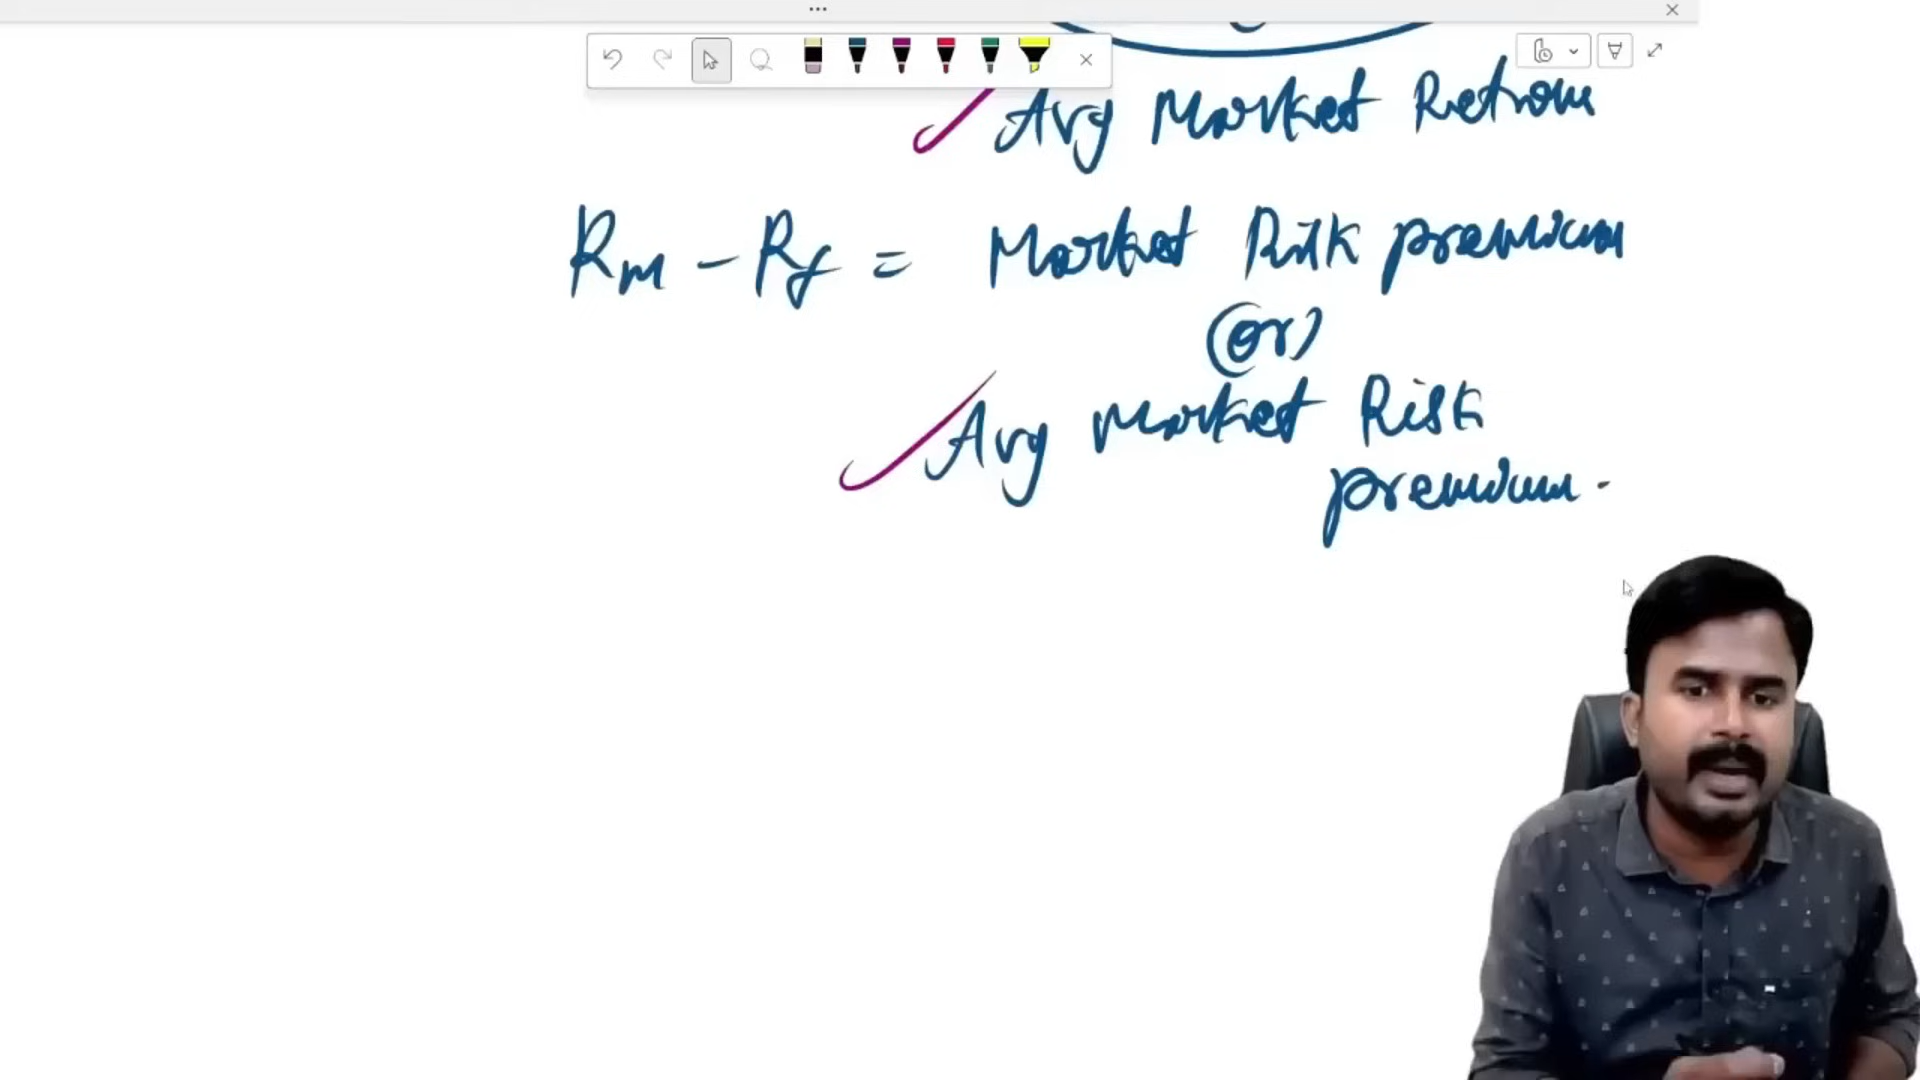 Avg Market Return
Rm - Rf = Market Risk premium
(or)
Avg Market Risk
premium.